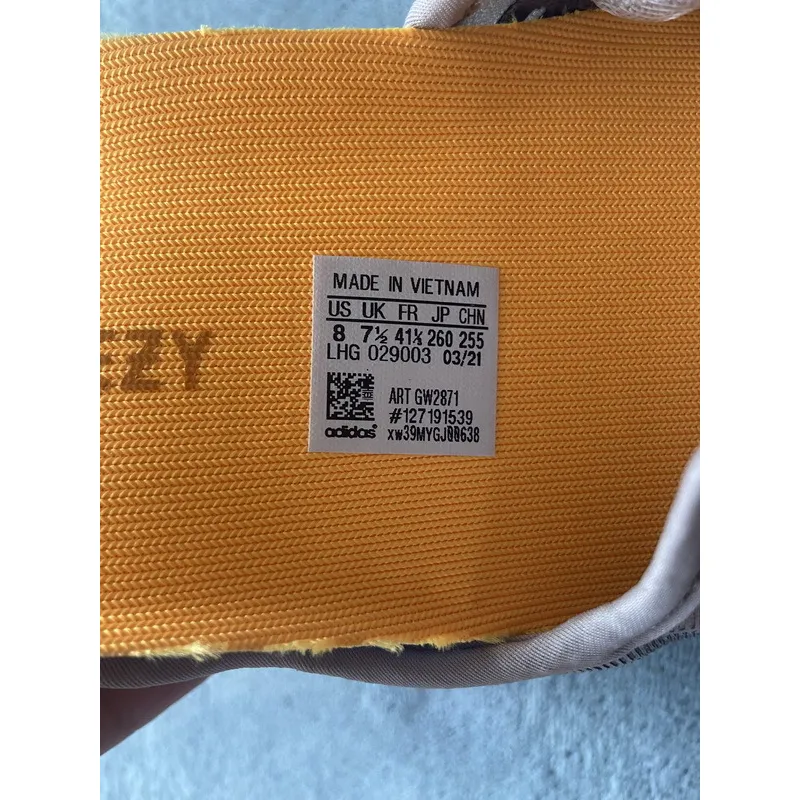 EZY
MADE IN VIETNAM
US UK FR JP CHN
8 7½ 41⅓ 260 255
LHG 029003 03/21
ART GW2871
#127191539
adidas® xw39MYGJ00638